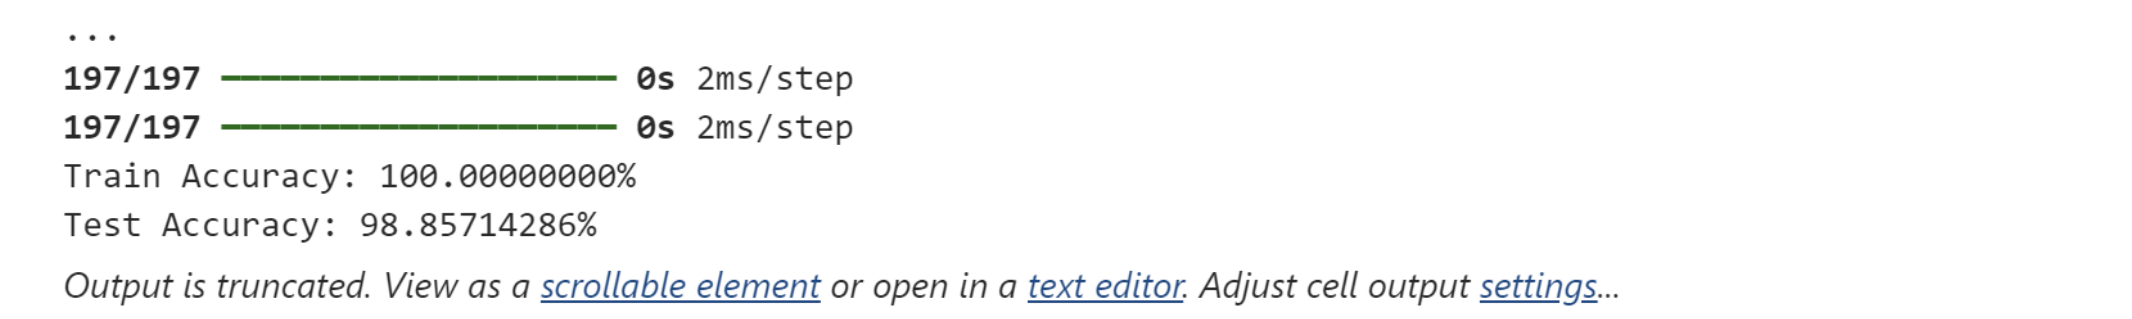 ...
197/197 ━━━━━━━━━━━━━━━━━━━━ 0s 2ms/step
197/197 ━━━━━━━━━━━━━━━━━━━━ 0s 2ms/step
Train Accuracy: 100.00000000%
Test Accuracy: 98.85714286%
Output is truncated. View as a scrollable element or open in a text editor. Adjust cell output settings...